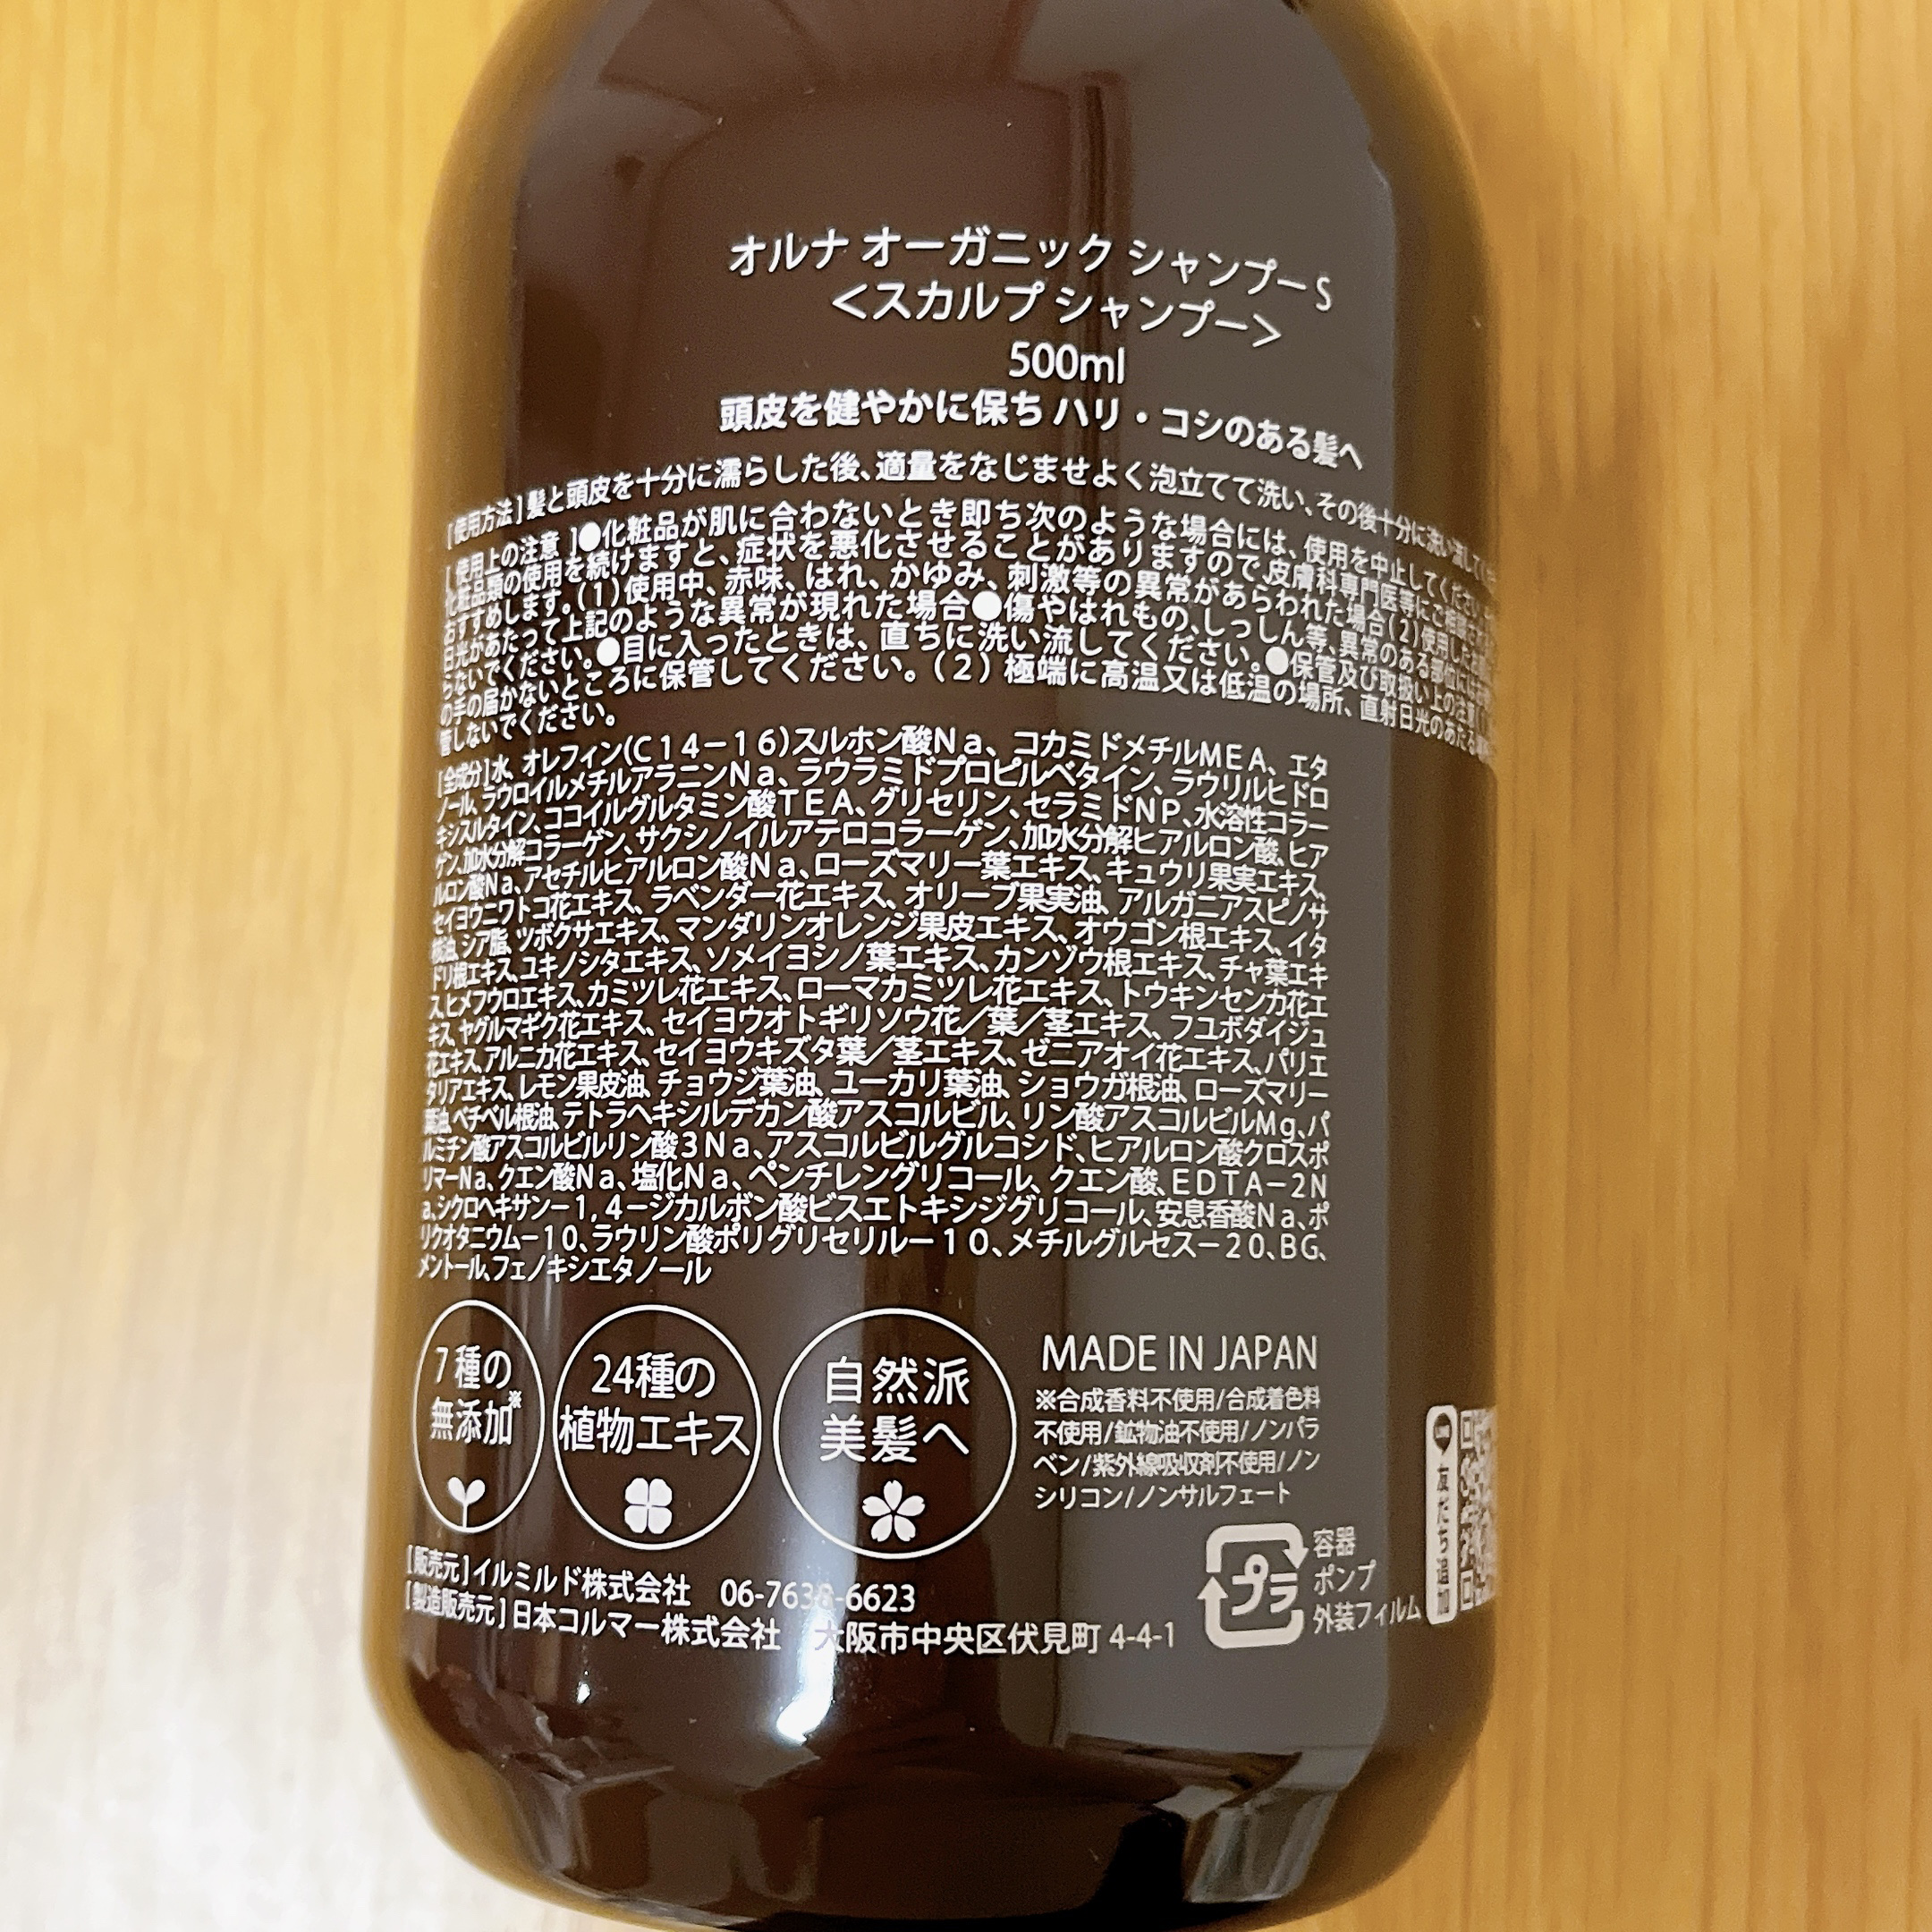 オルナ オーガニック シャンプー S
＜スカルプ シャンプー＞
500ml
頭皮を健やかに保ち ハリ・コシのある髪へ
[使用方法]髪と頭皮を十分に濡らした後、適量をなじませよく泡立てて洗い、その後十分に洗い流して
[使用上の注意]●化粧品が肌に合わないとき即ち次のような場合には、使用を中止してください
化粧品類の使用を続けますと、症状を悪化させることがありますので、皮膚科専門医等にご相談
おすすめします。(1)使用中、赤味、はれ、かゆみ、刺激等の異常があらわれた場合(2)使用したお肌
日光があたって上記のような異常が現れた場合●傷やはれもの、しっしん等、異常のある部位には
らないでください。●目に入ったときは、直ちに洗い流してください。●保管及び取扱い上の注意
の手の届かないところに保管してください。(2)極端に高温又は低温の場所、直射日光のあたる
管しないでください。
[全成分]水、オレフィン(C14－16)スルホン酸Na、コカミドメチルMEA、エタ
ノール、ラウロイルメチルアラニンNa、ラウラミドプロピルベタイン、ラウリルヒドロ
キシスルタイン、ココイルグルタミン酸TEA、グリセリン、セラミドNP、水溶性コラー
ゲン、加水分解コラーゲン、サクシノイルアテロコラーゲン、加水分解ヒアルロン酸、ヒア
ルロン酸Na、アセチルヒアルロン酸Na、ローズマリー葉エキス、キュウリ果実エキス、
セイヨウニワトコ花エキス、ラベンダー花エキス、オリーブ果実油、アルガニアスピノサ
核油、シア脂、ツボクサエキス、マンダリンオレンジ果皮エキス、オウゴン根エキス、イタ
ドリ根エキス、ユキノシタエキス、ソメイヨシノ葉エキス、カンゾウ根エキス、チャ葉エキ
ス、ヒメフウロエキス、カミツレ花エキス、ローマカミツレ花エキス、トウキンセンカ花エ
キス、ヤグルマギク花エキス、セイヨウオトギリソウ花／葉／茎エキス、フユボダイジュ
花エキス、アルニカ花エキス、セイヨウキズタ葉／茎エキス、ゼニアオイ花エキス、パリエ
タリアエキス、レモン果皮油、チョウジ葉油、ユーカリ葉油、ショウガ根油、ローズマリー
葉油、ベチベル根油、テトラヘキシルデカン酸アスコルビル、リン酸アスコルビルMg、パ
ルミチン酸アスコルビルリン酸3Na、アスコルビルグルコシド、ヒアルロン酸クロスポ
リマーNa、クエン酸Na、塩化Na、ペンチレングリコール、クエン酸、EDTA－2N
a、シクロヘキサン－1,4－ジカルボン酸ビスエトキシジグリコール、安息香酸Na、ポ
リクオタニウム－10、ラウリン酸ポリグリセリル－10、メチルグルセス－20、BG、
メントール、フェノキシエタノール
7種の
無添加※
24種の
植物エキス
自然派
美髪へ
MADE IN JAPAN
※合成香料不使用/合成着色料
不使用/鉱物油不使用/ノンパラ
ベン/紫外線吸収剤不使用/ノン
シリコン/ノンサルフェート
プラ
容器
ポンプ
外装フィルム
LINE 友だち追加
[販売元]イルミルド株式会社 06-7638-6623
[製造販売元]日本コルマー株式会社 大阪市中央区伏見町 4-4-1